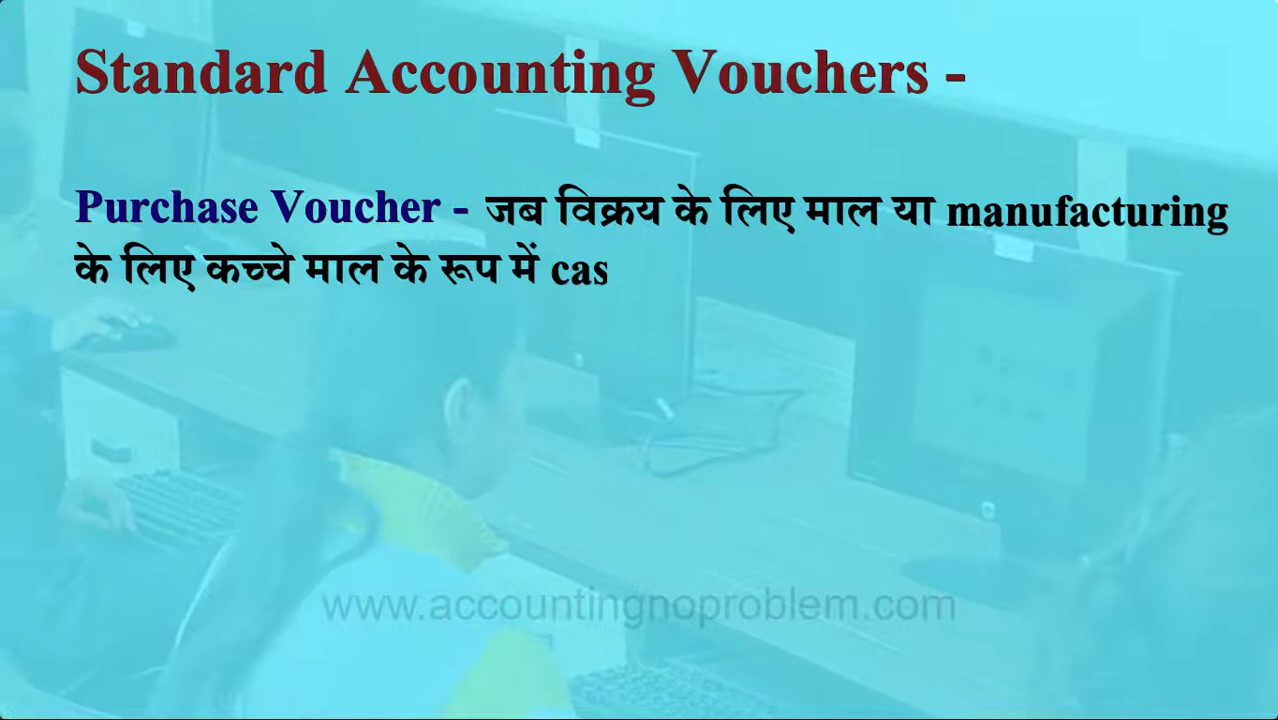 Standard Accounting Vouchers -
Purchase Voucher - जब विक्रय के लिए माल या manufacturing
के लिए कच्चे माल के रूप में cas
www.accountingnoproblem.com